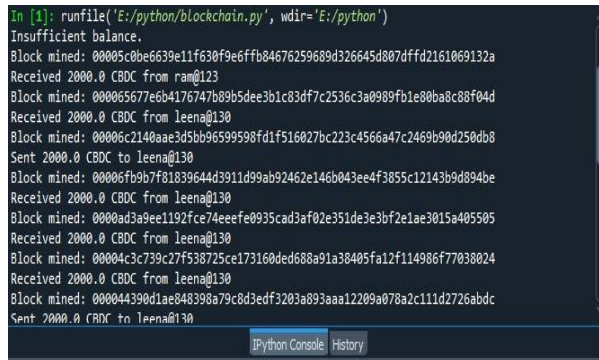 In [1]: runfile('E:/python/blockchain.py', wdir='E:/python')
Insufficient balance.
Block mined: 00005c0be6639e11f630f9e6ffb84676259689d326645d807dffd2161069132a
Received 2000.0 CBDC from ram@123
Block mined: 000065677e6b4176747b89b5dee3b1c83df7c2536c3a0989fb1e80ba8c88f04d
Received 2000.0 CBDC from leena@130
Block mined: 00006c2140aae3d5bb96599598fd1f516027bc223c4566a47c2469b90d250db8
Sent 2000.0 CBDC to leena@130
Block mined: 00006fb9b7f81839644d3911d99ab92462e146b043ee4f3855c12143b9d894be
Received 2000.0 CBDC from leena@130
Block mined: 0000ad3a9ee1192fce74eeefe0935cad3af02e351de3e3bf2e1ae3015a405505
Received 2000.0 CBDC from leena@130
Block mined: 00004c3c739c27f538725ce173160ded688a91a38405fa12f114986f77038024
Received 2000.0 CBDC from leena@130
Block mined: 000044390d1ae848398a79c8d3edf3203a893aaa12209a078a2c111d2726abdc
Sent 2000.0 CBDC to leena@130
IPython Console History